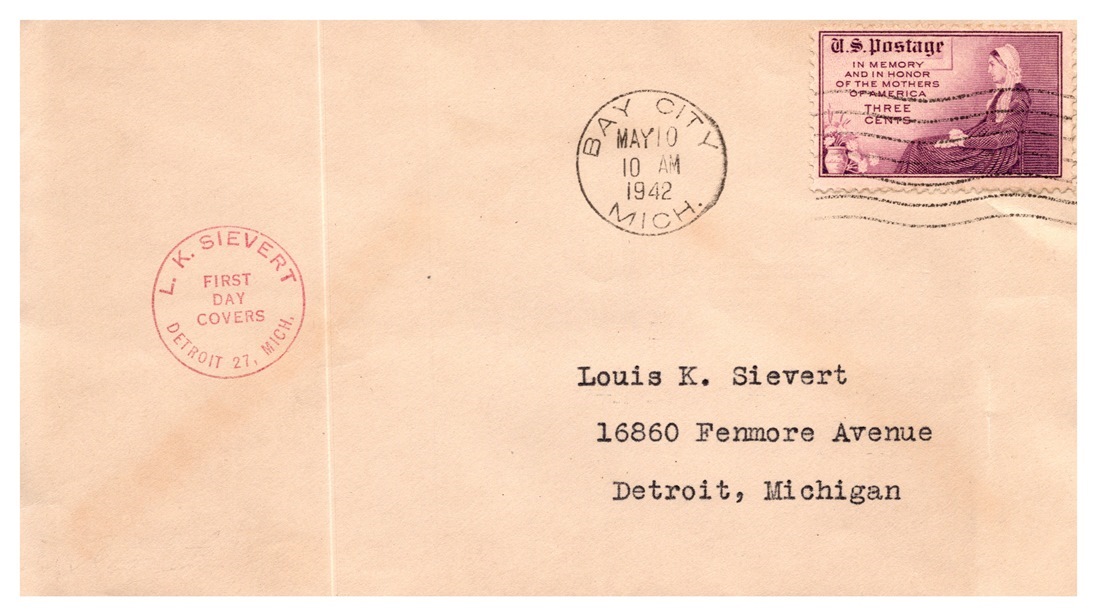 U.S. Postage
IN MEMORY
AND IN HONOR
OF THE MOTHERS
OF AMERICA
THREE
CENTS
BAY CITY
MAY 10
10 AM
1942
MICH.
L. K. SIEVERT
FIRST
DAY
COVERS
DETROIT 27, MICH.
Louis K. Sievert
16860 Fenmore Avenue
Detroit, Michigan